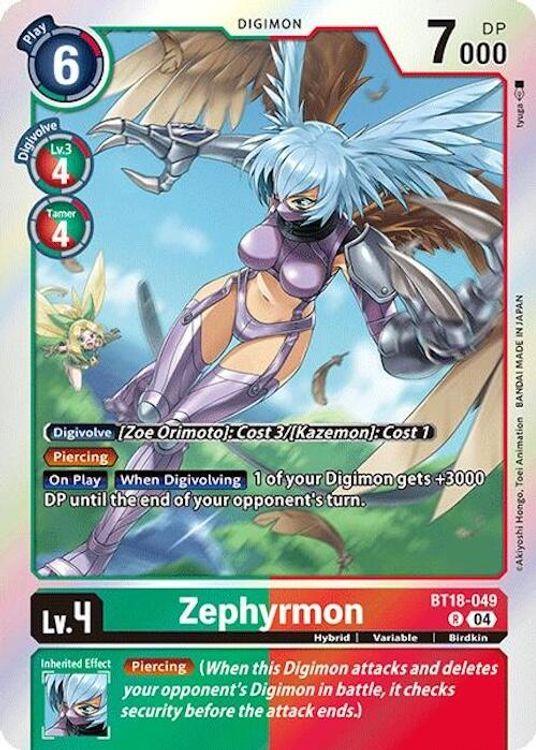 Play
6
DIGIMON
7000
DP
Digivolve
Lv.3
4
Tamer
4
tyuga
©Akiyoshi Hongo, Toei Animation BANDAI MADE IN JAPAN
Digivolve [Zoe Orimoto]: Cost 3/[Kazemon]: Cost 1
Piercing
On Play When Digivolving 1 of your Digimon gets +3000
DP until the end of your opponent's turn.
Lv.4
Zephyrmon
BT18-049
R 04
Hybrid | Variable | Birdkin
Inherited Effect
Piercing (When this Digimon attacks and deletes
your opponent's Digimon in battle, it checks
security before the attack ends.)